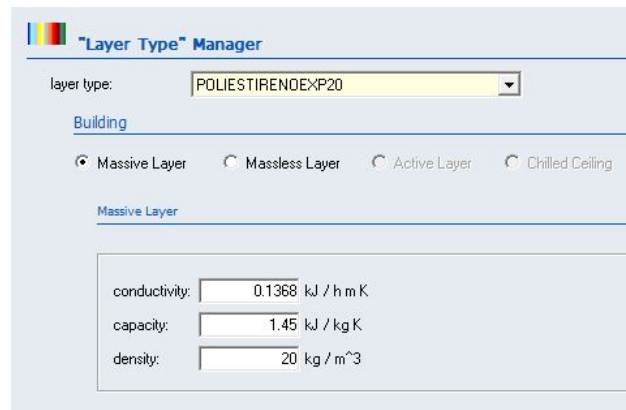 "Layer Type" Manager
layer type: POLIESTIRENOEXP20
Building
Massive Layer Massless Layer Active Layer Chilled Ceiling
Massive Layer
conductivity: 0.1368 kJ / h m K
capacity: 1.45 kJ / kg K
density: 20 kg / m^3